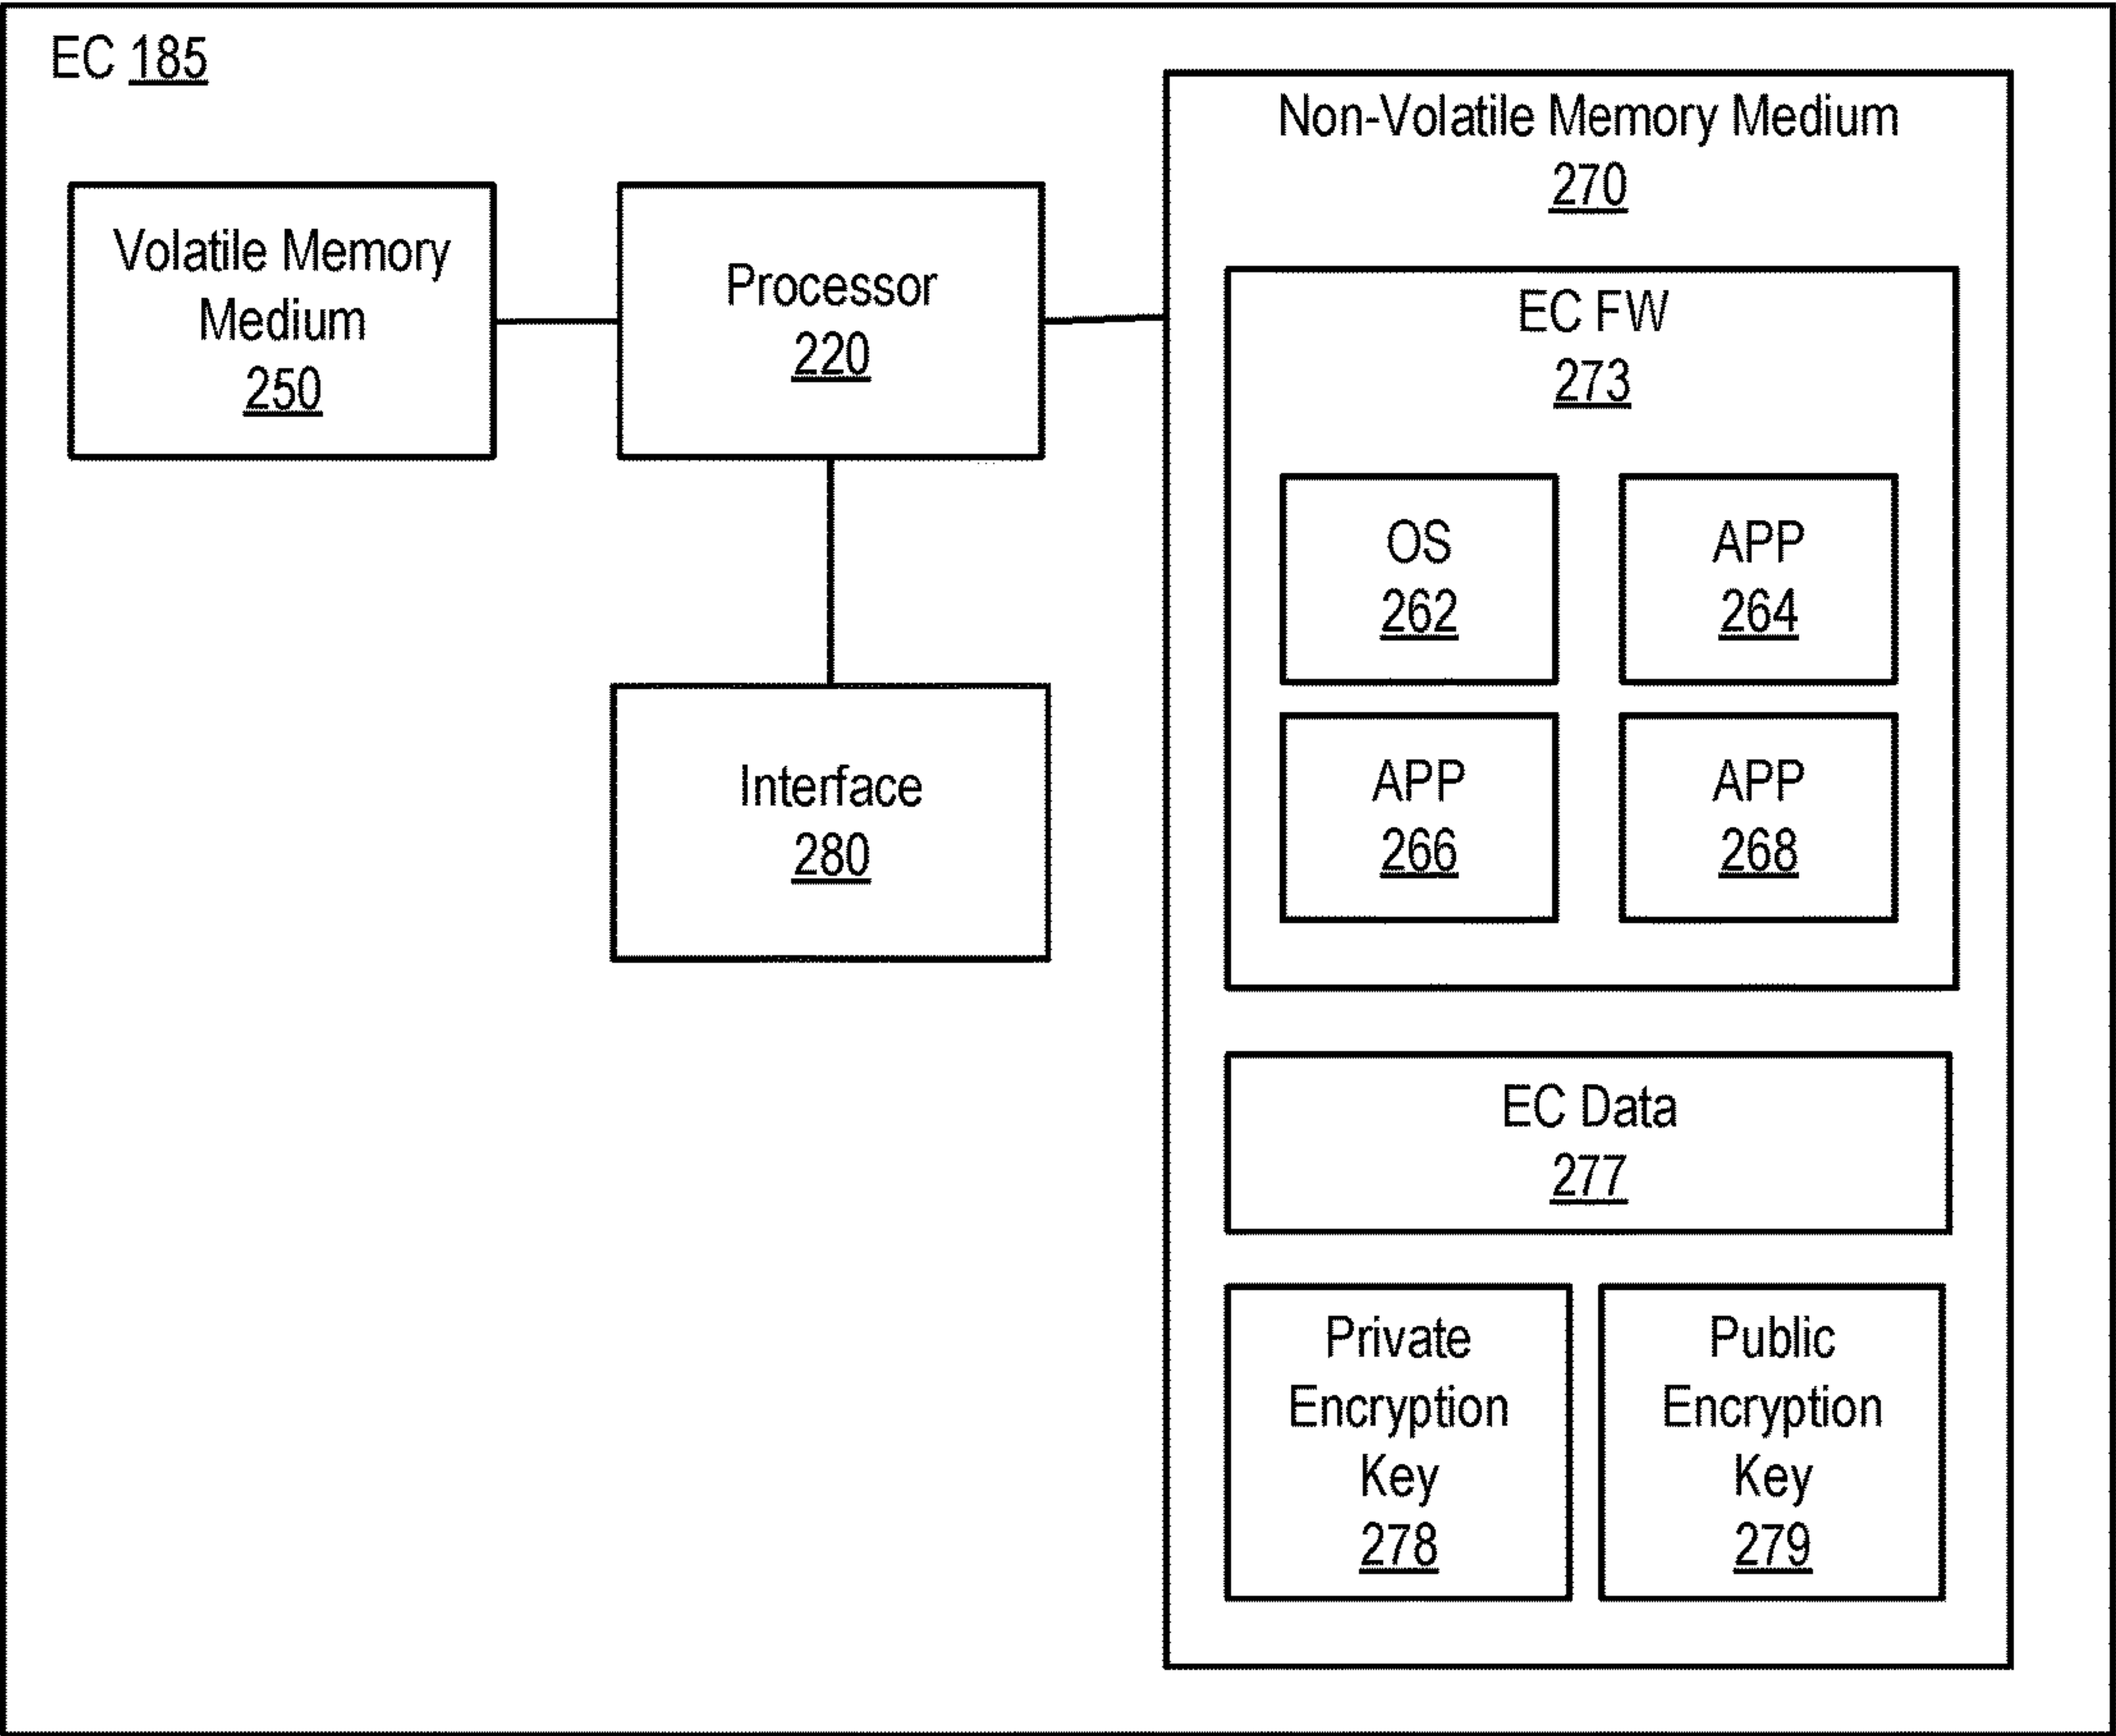 EC 185
Volatile Memory
Medium
250
Processor
220
Interface
280
Non-Volatile Memory Medium
270
EC FW
273
OS
262
APP
264
APP
266
APP
268
EC Data
277
Private
Encryption
Key
278
Public
Encryption
Key
279